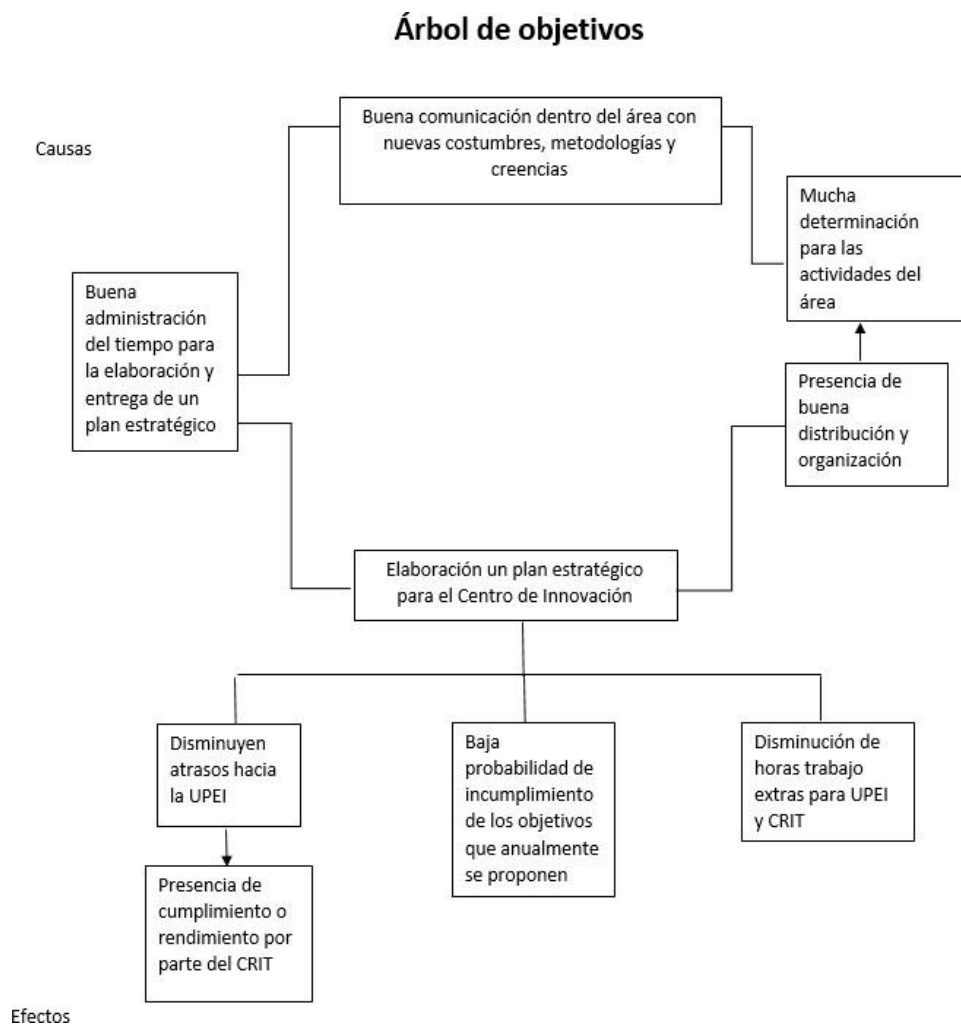 Árbol de objetivos
Causas
Buena comunicación dentro del área con
nuevas costumbres, metodologías y
creencias
Mucha
determinación
para las
actividades del
área
Buena
administración
del tiempo para
la elaboración y
entrega de un
plan estratégico
Presencia de
buena
distribución y
organización
Elaboración un plan estratégico
para el Centro de Innovación
Disminuyen
atrasos hacia
la UPEI
Baja
probabilidad de
incumplimiento
de los objetivos
que anualmente
se proponen
Disminución de
horas trabajo
extras para UPEI
y CRIT
Presencia de
cumplimiento o
rendimiento por
parte del CRIT
Efectos